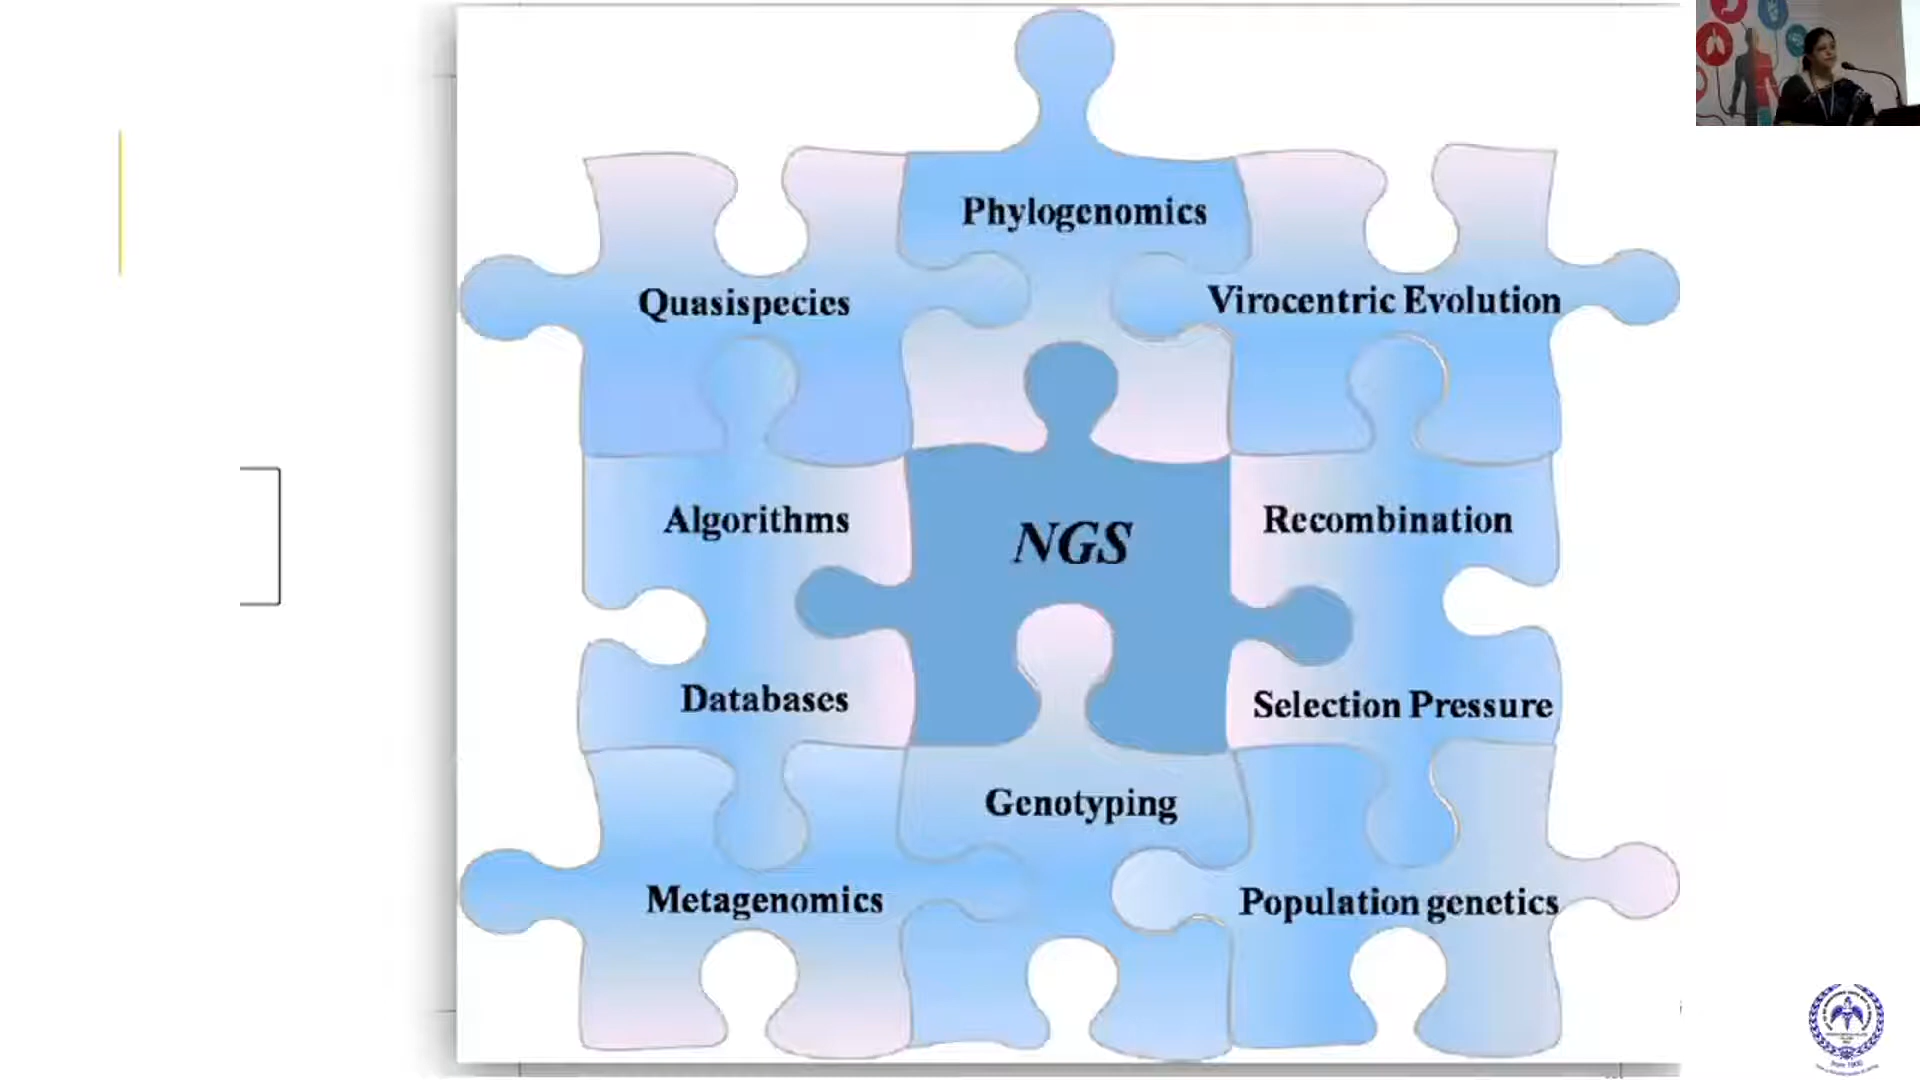 Phylogenomics
Quasispecies
Virocentric Evolution
Algorithms
NGS
Recombination
Databases
Selection Pressure
Genotyping
Metagenomics
Population genetics